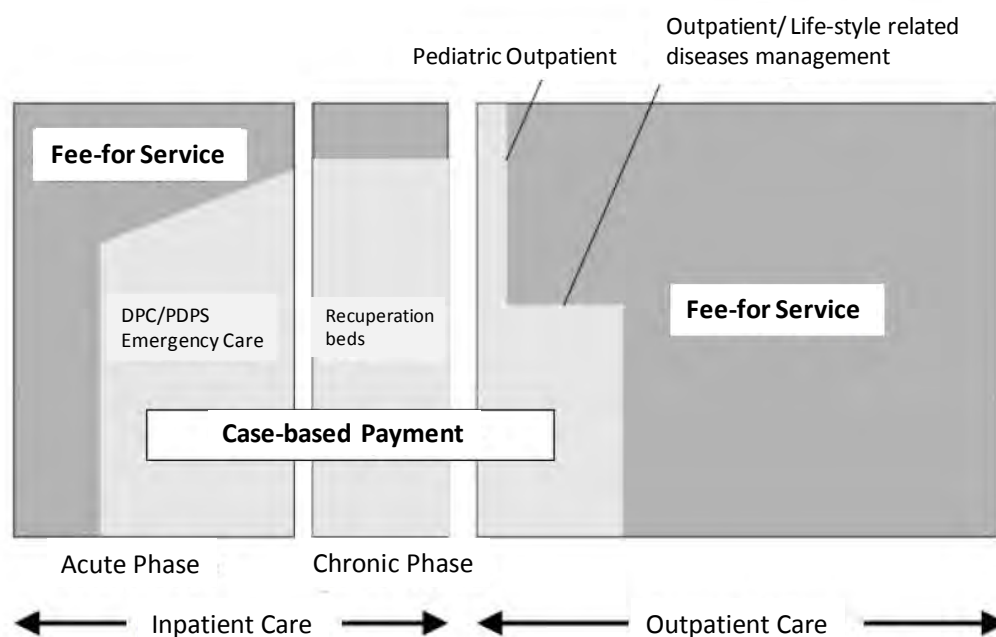 Outpatient/ Life-style related
diseases management
Pediatric Outpatient
Fee-for Service
DPC/PDPS
Emergency Care
Recuperation
beds
Fee-for Service
Case-based Payment
Acute Phase
Chronic Phase
Inpatient Care
Outpatient Care